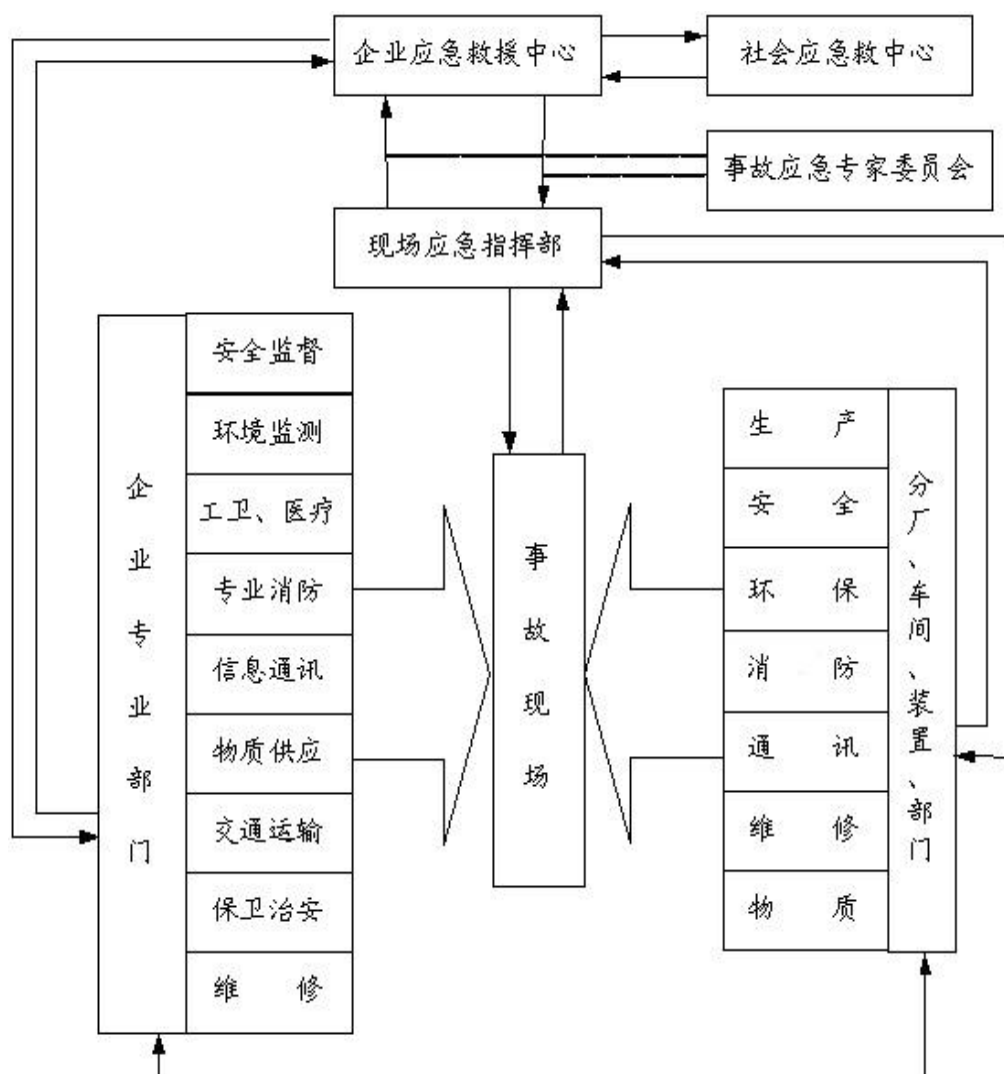 企业应急救援中心
社会应急救中心
事故应急专家委员会
现场应急指挥部
企业专业部门
安全监督
环境监测
工卫、医疗
专业消防
信息通讯
物质供应
交通运输
保卫治安
维 修
事故现场
生 产
安 全
环 保
消 防
通 讯
维 修
物 质
分厂、车间、装置、部门